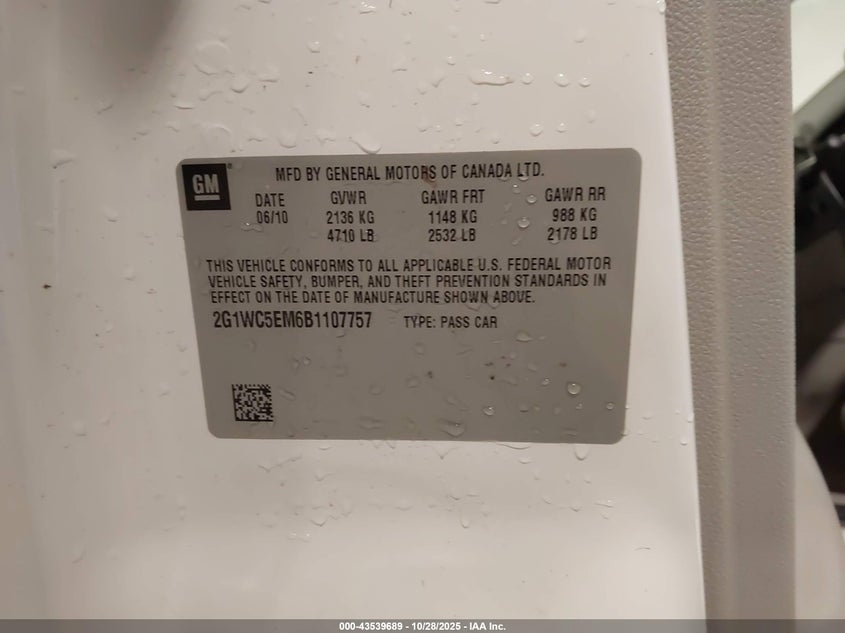 GM
MFD BY GENERAL MOTORS OF CANADA LTD.
DATE GVWR GAWR FRT GAWR RR
06/10 2136 KG 1148 KG 988 KG
4710 LB 2532 LB 2178 LB
THIS VEHICLE CONFORMS TO ALL APPLICABLE U.S. FEDERAL MOTOR
VEHICLE SAFETY, BUMPER, AND THEFT PREVENTION STANDARDS IN
EFFECT ON THE DATE OF MANUFACTURE SHOWN ABOVE.
2G1WC5EM6B1107757 TYPE: PASS CAR
000-43539689 - 10/28/2025 - IAA Inc.